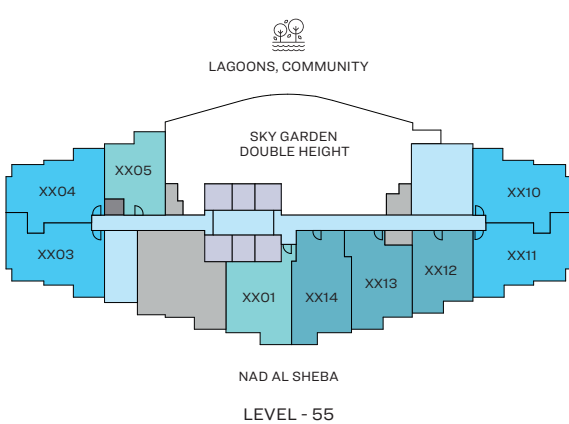 LAGOONS, COMMUNITY
SKY GARDEN
DOUBLE HEIGHT
XX05
XX04
XX10
XX03
XX11
XX12
XX13
XX01
XX14
NAD AL SHEBA
LEVEL - 55